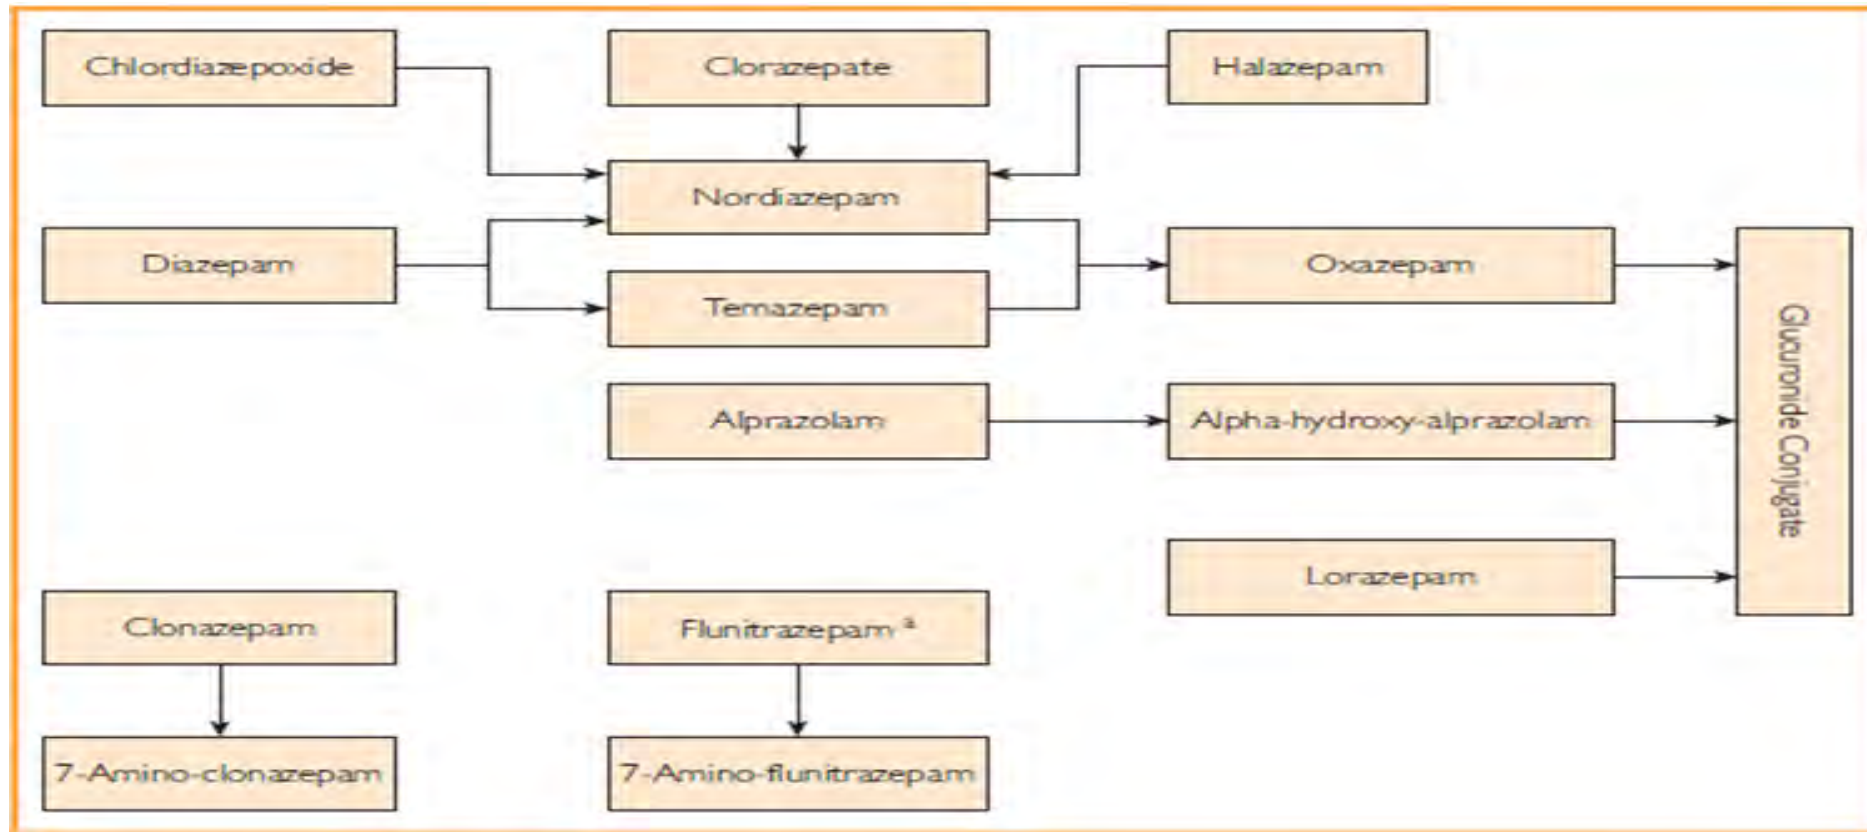 Chlordiazepoxide
Clorazepate
Halazepam
Nordiazepam
Diazepam
Oxazepam
Temazepam
Alprazolam
Alpha-hydroxy-alprazolam
Glucuronide Conjugate
Lorazepam
Clonazepam
Flunitrazepam a
7-Amino-clonazepam
7-Amino-flunitrazepam